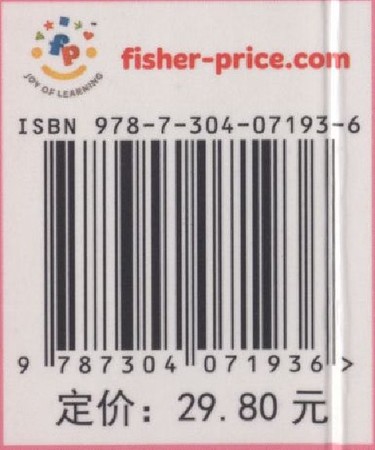 fp
JOY OF LEARNING
fisher-price.com
ISBN 978-7-304-07193-6
9 787304 071936 >
定价：29.80 元